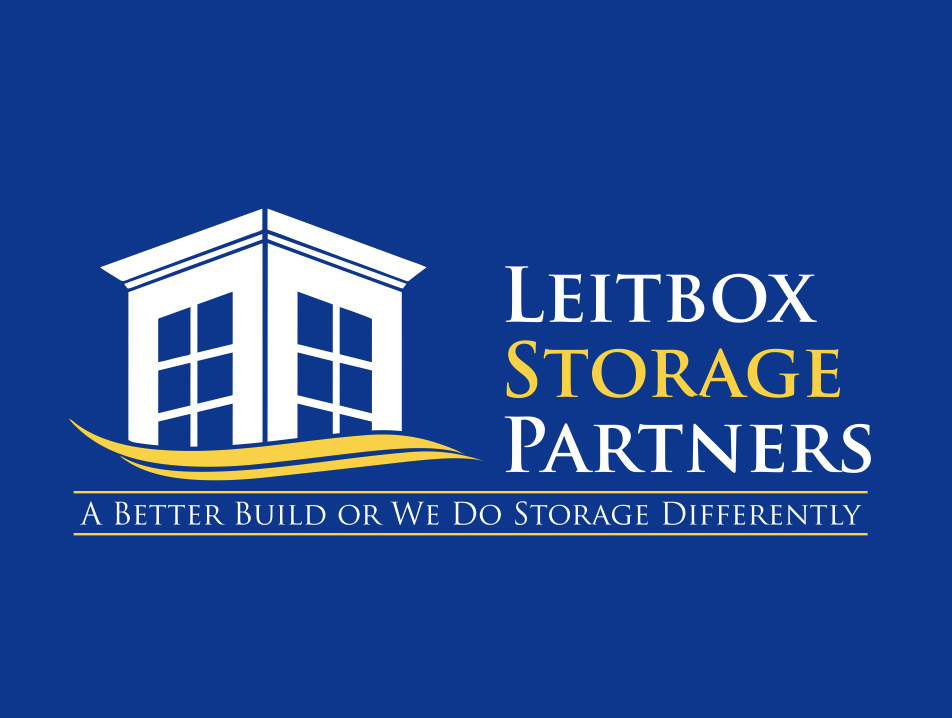 Leitbox
Storage
Partners
A Better Build or We Do Storage Differently